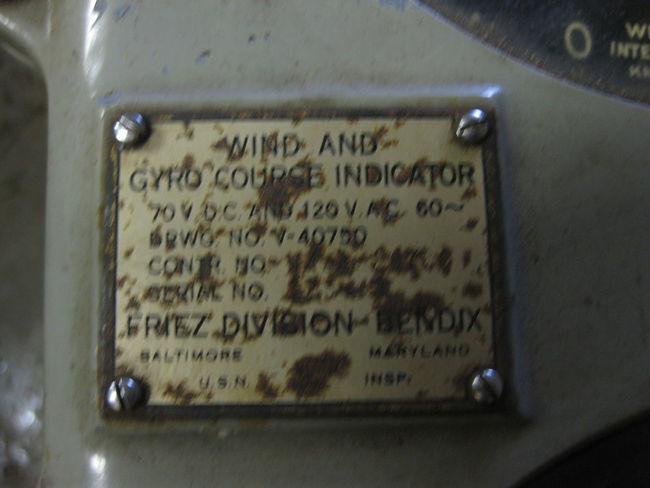 O
WIND AND
GYRO COURSE INDICATOR
70 V. D.C. AND 120 V. A.C. 60~
DRWG. NO. V-40750
CONTR. NO.
SERIAL NO.
FRIEZ DIVISION BENDIX
BALTIMORE MARYLAND
U.S.N. INSP.